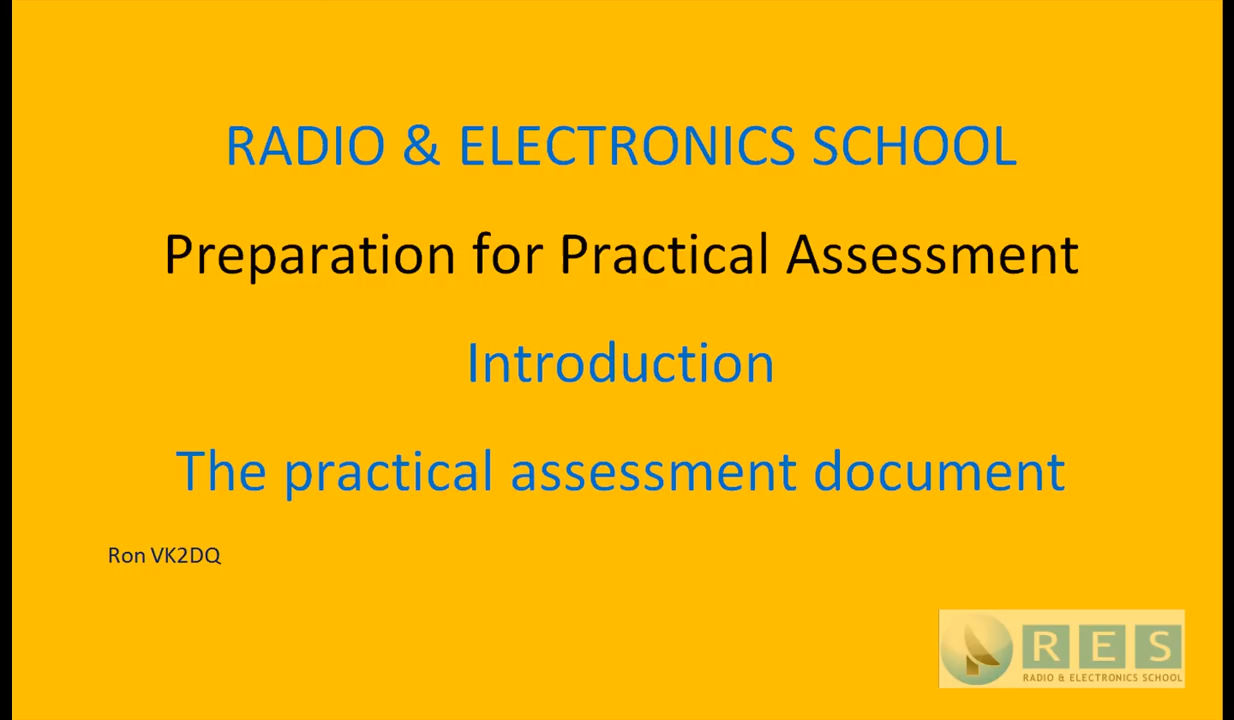 RADIO & ELECTRONICS SCHOOL
Preparation for Practical Assessment
Introduction
The practical assessment document
Ron VK2DQ
RES
RADIO & ELECTRONICS SCHOOL